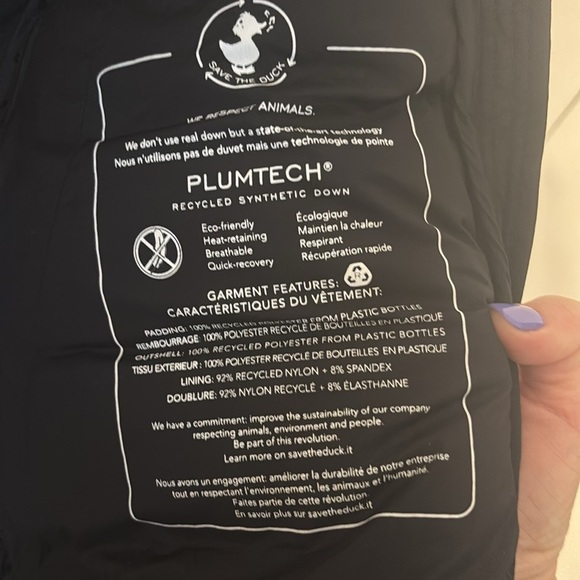 SAVE THE DUCK
WE RESPECT ANIMALS.
We don't use real down but a state-of-the-art technology
Nous n'utilisons pas de duvet mais une technologie de pointe
PLUMTECH®
RECYCLED SYNTHETIC DOWN
Eco-friendly
Heat-retaining
Breathable
Quick-recovery
Écologique
Maintien la chaleur
Respirant
Récupération rapide
GARMENT FEATURES:
CARACTÉRISTIQUES DU VÊTEMENT:
PADDING: 100% RECYCLED POLYESTER FROM PLASTIC BOTTLES
REMBOURRAGE 100% POLYESTER RECYCLÉ DE BOUTEILLES EN PLASTIQUE
OUTSHELL: 100% RECYCLED POLYESTER FROM PLASTIC BOTTLES
TISSU EXTERIEUR: 100% POLYESTER RECYCLÉ DE BOUTEILLES EN PLASTIQUE
LINING: 92% RECYCLED NYLON + 8% SPANDEX
DOUBLURE: 92% NYLON RECYCLÉ + 8% ÉLASTHANNE
We have a commitment: improve the sustainability of our company
respecting animals, environment and people.
Be part of this revolution.
Learn more on savetheduck.it
Nous avons un engagement: améliorer la durabilité de notre entreprise
tout en respectant l'environnement, les animaux et l'humanité.
Faites partie de cette révolution.
En savoir plus sur savetheduck.it